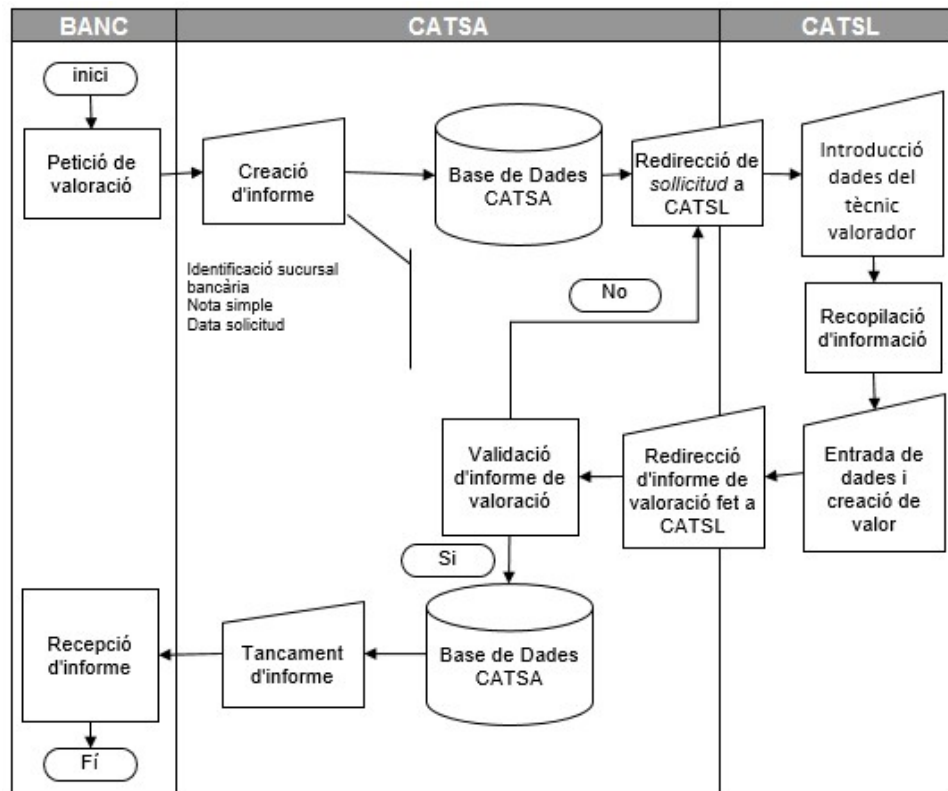 BANC
CATSA
CATSL
inici
Petició de
valoració
Creació
d'informe
Base de Dades
CATSA
Redirecció de
sollicitud a
CATSL
Introducció
dades del
tècnic
valorador
Identificació sucursal
bancària
Nota simple
Data solicitud
No
Recopilació
d'informació
Validació
d'informe de
valoració
Redirecció
d'informe de
valoració fet a
CATSL
Entrada de
dades i
creació de
valor
Si
Recepció
d'informe
Tancament
d'informe
Base de Dades
CATSA
Fí